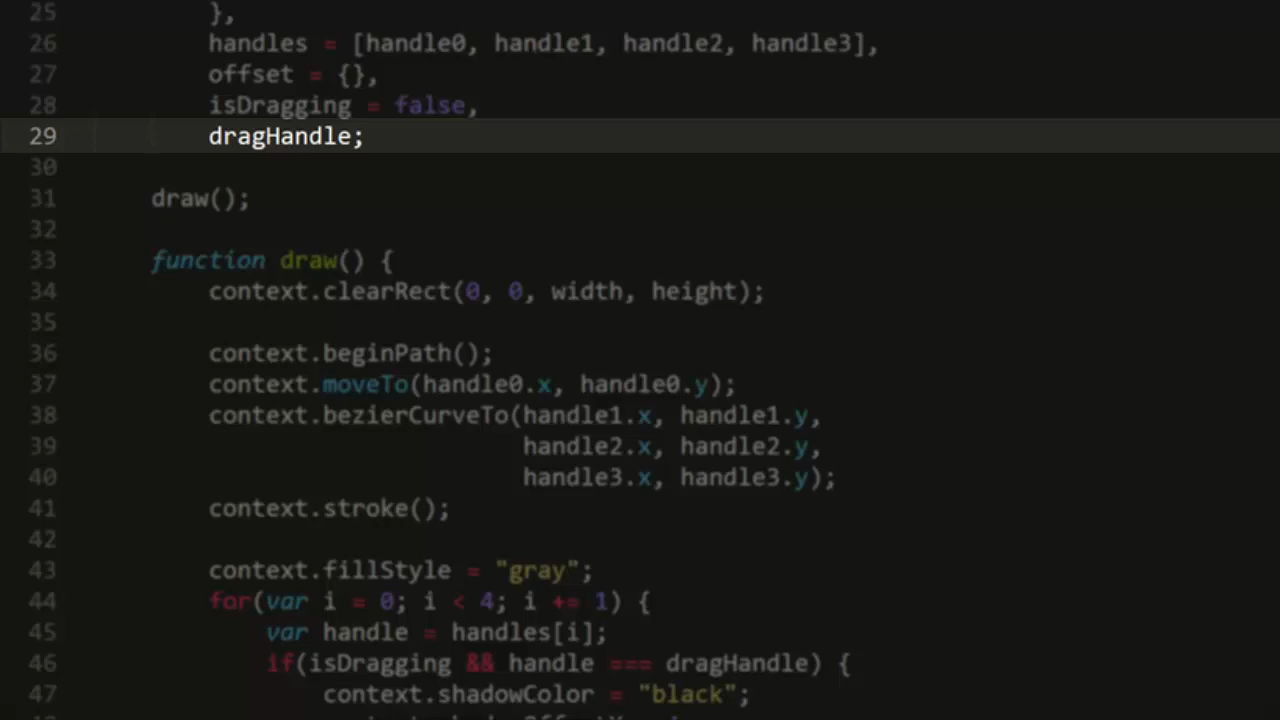 25 },
26 handles = [handle0, handle1, handle2, handle3],
27 offset = {},
28 isDragging = false,
29 dragHandle;
30
31 draw();
32
33 function draw() {
34 context.clearRect(0, 0, width, height);
35
36 context.beginPath();
37 context.moveTo(handle0.x, handle0.y);
38 context.bezierCurveTo(handle1.x, handle1.y,
39 handle2.x, handle2.y,
40 handle3.x, handle3.y);
41 context.stroke();
42
43 context.fillStyle = "gray";
44 for(var i = 0; i < 4; i += 1) {
45 var handle = handles[i];
46 if(isDragging && handle === dragHandle) {
47 context.shadowColor = "black";